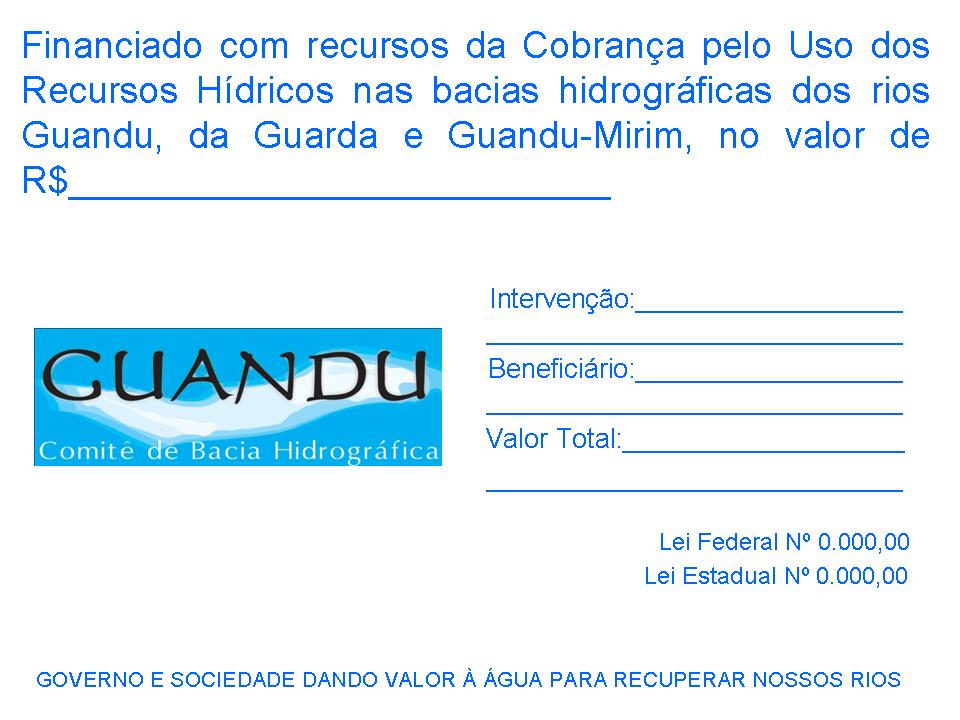 Financiado com recursos da Cobrança pelo Uso dos
Recursos Hídricos nas bacias hidrográficas dos rios
Guandu, da Guarda e Guandu-Mirim, no valor de
R$___________________________
Intervenção:__________________
____________________________
Beneficiário:__________________
____________________________
Valor Total:___________________
____________________________
GUANDU
Comitê de Bacia Hidrográfica
Lei Federal Nº 0.000,00
Lei Estadual Nº 0.000,00
GOVERNO E SOCIEDADE DANDO VALOR À ÁGUA PARA RECUPERAR NOSSOS RIOS